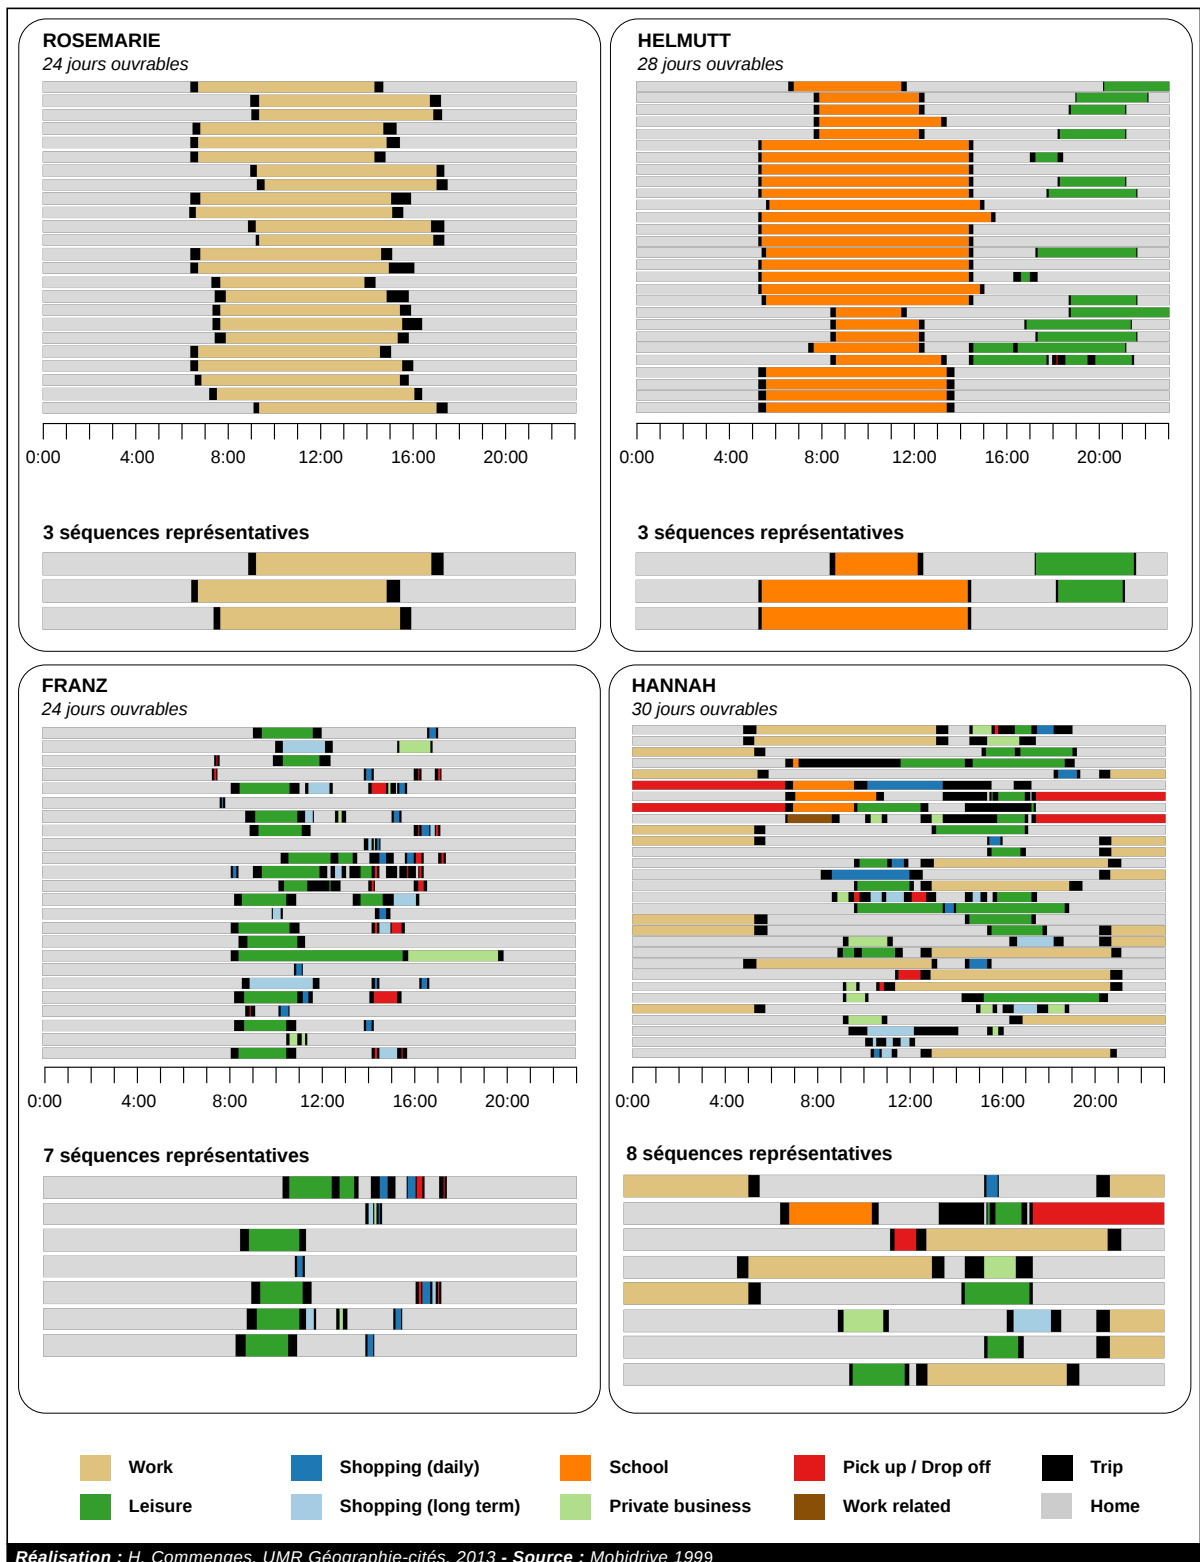 ROSEMARIE
24 jours ouvrables
0:00 4:00 8:00 12:00 16:00 20:00
3 séquences représentatives
HELMUTT
28 jours ouvrables
0:00 4:00 8:00 12:00 16:00 20:00
3 séquences représentatives
FRANZ
24 jours ouvrables
0:00 4:00 8:00 12:00 16:00 20:00
7 séquences représentatives
HANNAH
30 jours ouvrables
0:00 4:00 8:00 12:00 16:00 20:00
8 séquences représentatives
Work Shopping (daily) School Pick up / Drop off Trip
Leisure Shopping (long term) Private business Work related Home
Réalisation : H. Commenges, UMR Géographie-cités, 2013 - Source : Mobidrive 1999